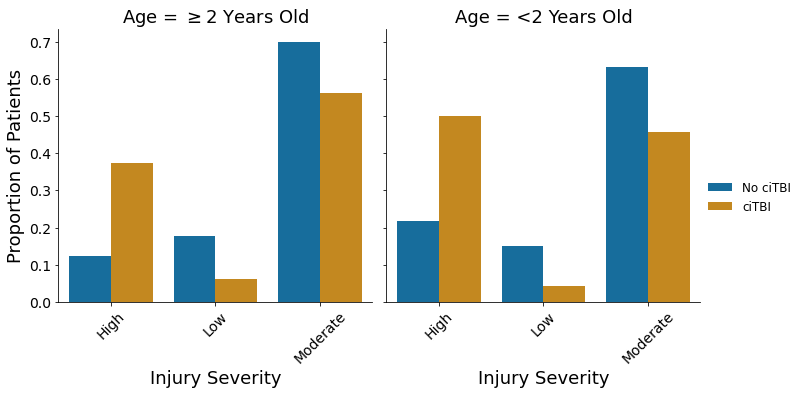 Age = ≥2 Years Old
Age = <2 Years Old
Proportion of Patients
0.7
0.6
0.5
0.4
0.3
0.2
0.1
0.0
High
Low
Moderate
High
Low
Moderate
Injury Severity
Injury Severity
No ciTBI
ciTBI